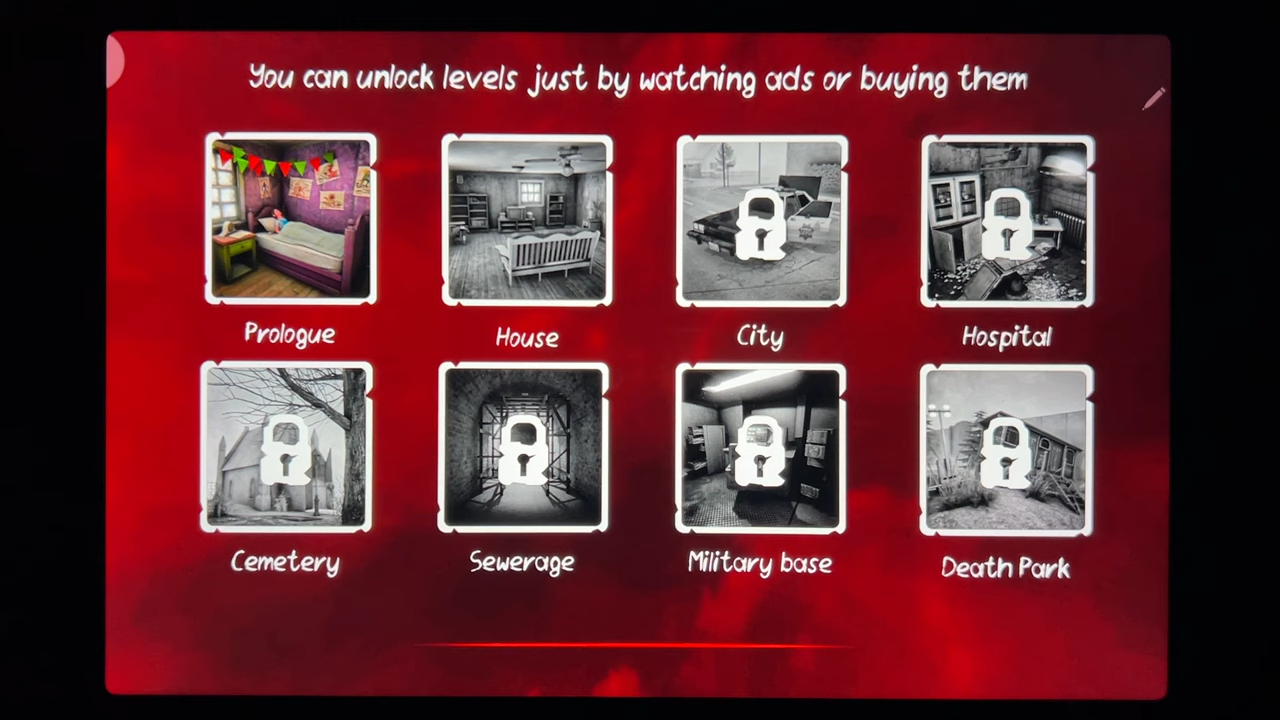 You can unlock levels just by watching ads or buying them
Prologue
House
City
Hospital
Cemetery
Sewerage
Military base
Death Park